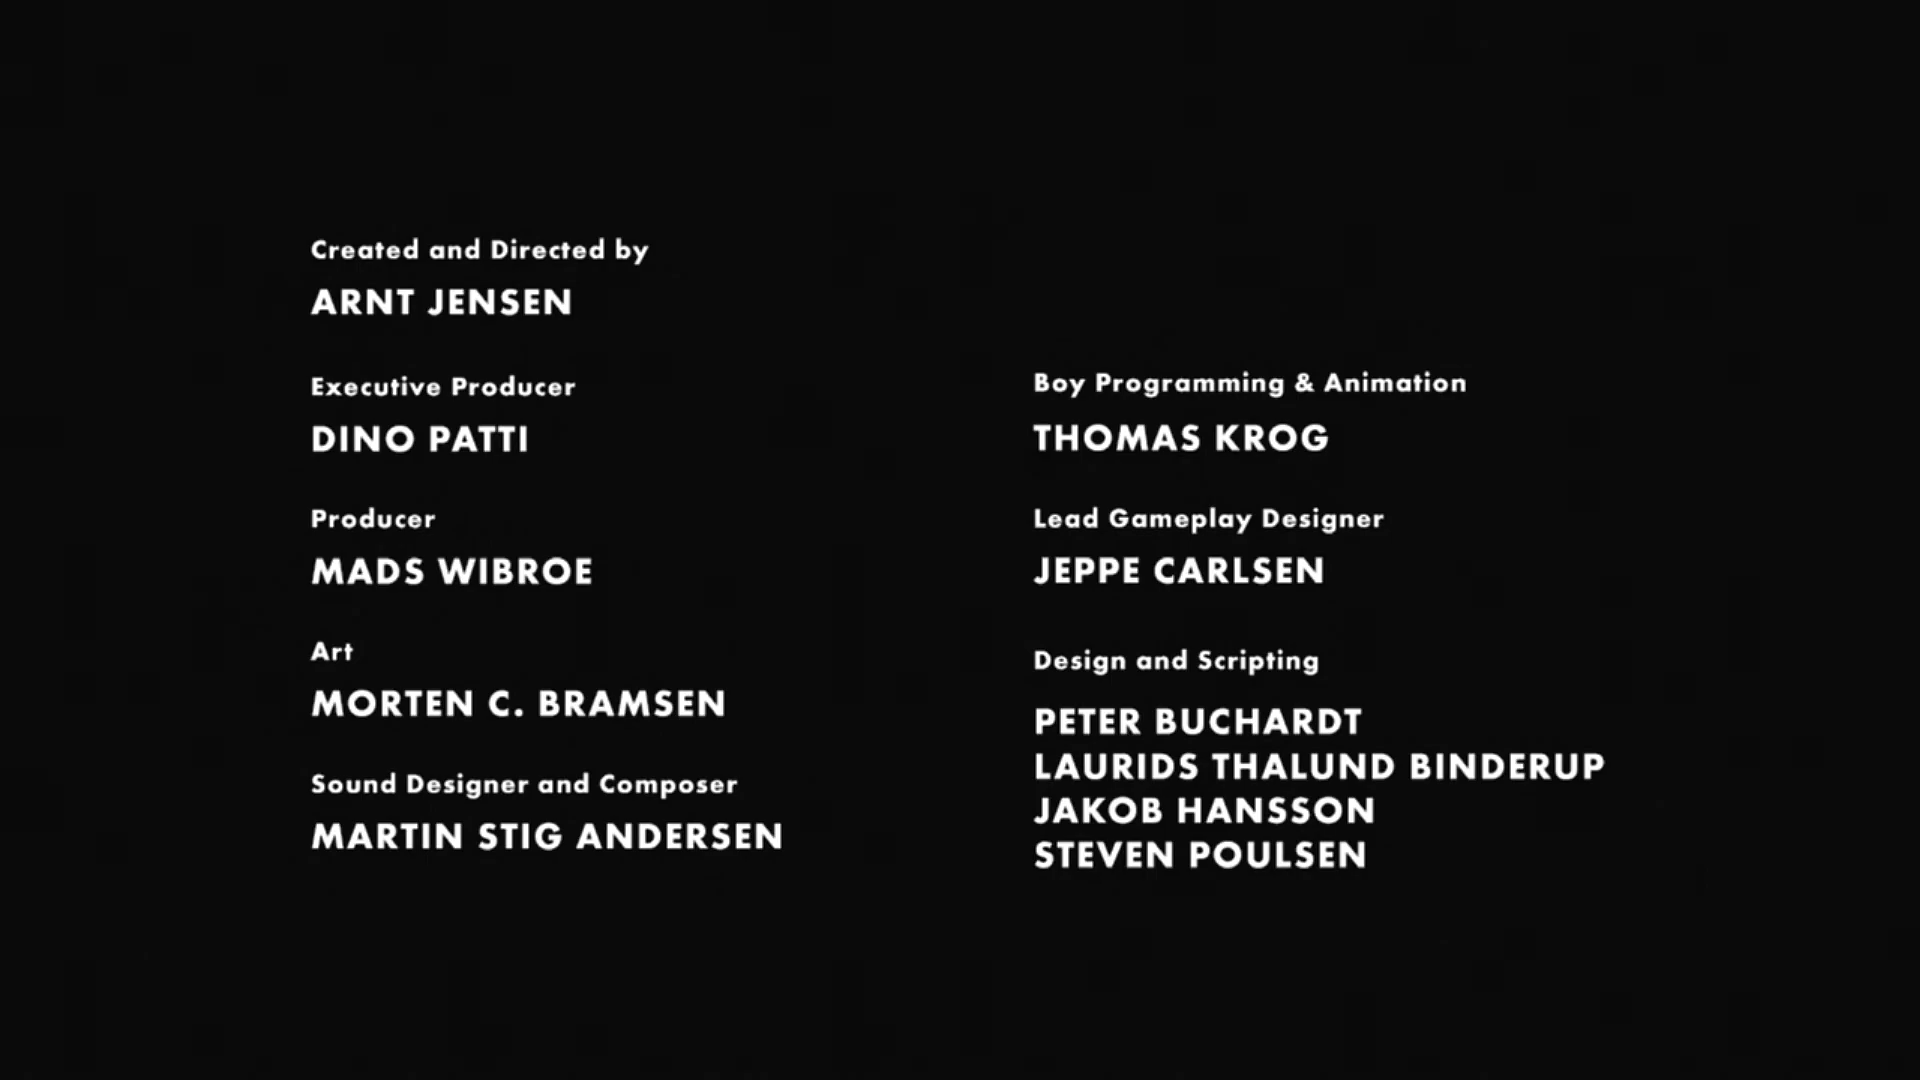 Created and Directed by
ARNT JENSEN
Executive Producer
DINO PATTI
Producer
MADS WIBROE
Art
MORTEN C. BRAMSEN
Sound Designer and Composer
MARTIN STIG ANDERSEN
Boy Programming & Animation
THOMAS KROG
Lead Gameplay Designer
JEPPE CARLSEN
Design and Scripting
PETER BUCHARDT
LAURIDS THALUND BINDERUP
JAKOB HANSSON
STEVEN POULSEN